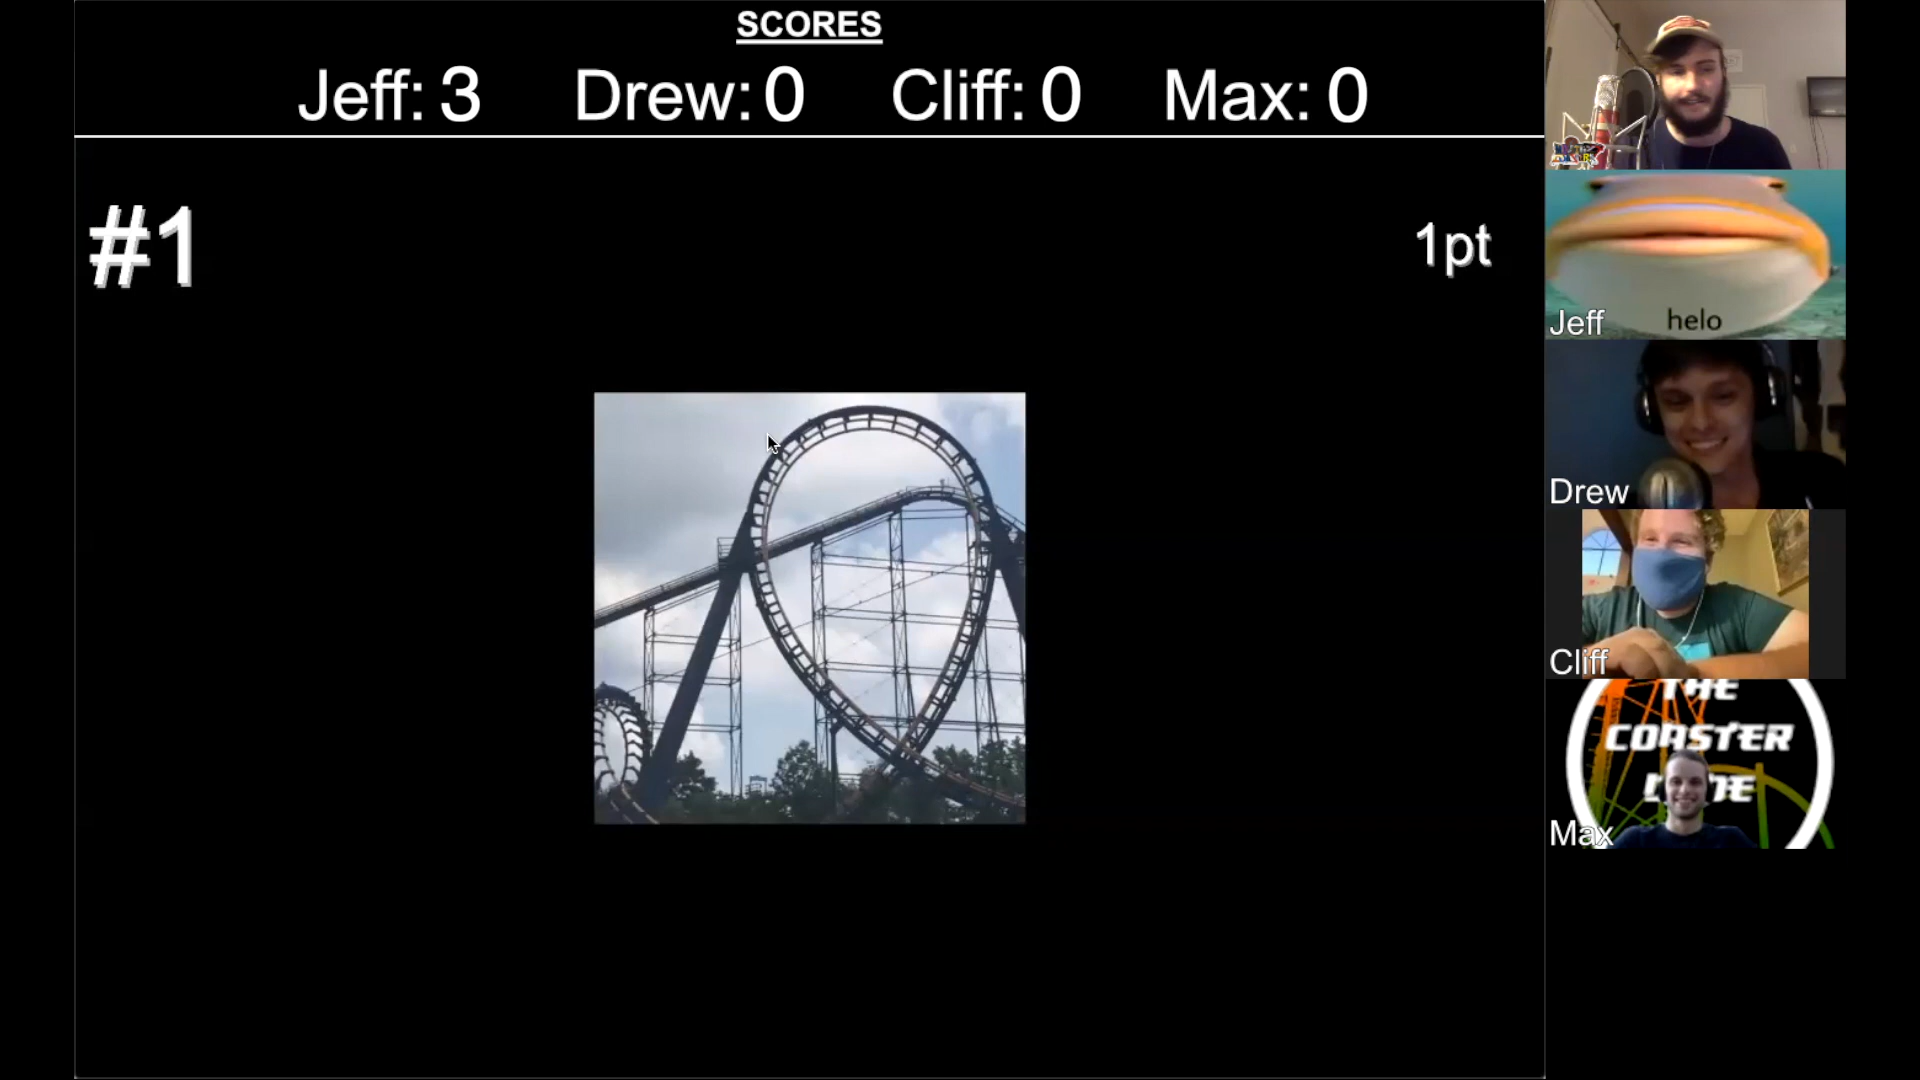 SCORES
Jeff: 3 Drew: 0 Cliff: 0 Max: 0
#1
1pt
Jeff
helo
Drew
Cliff
THE
COASTER
Max